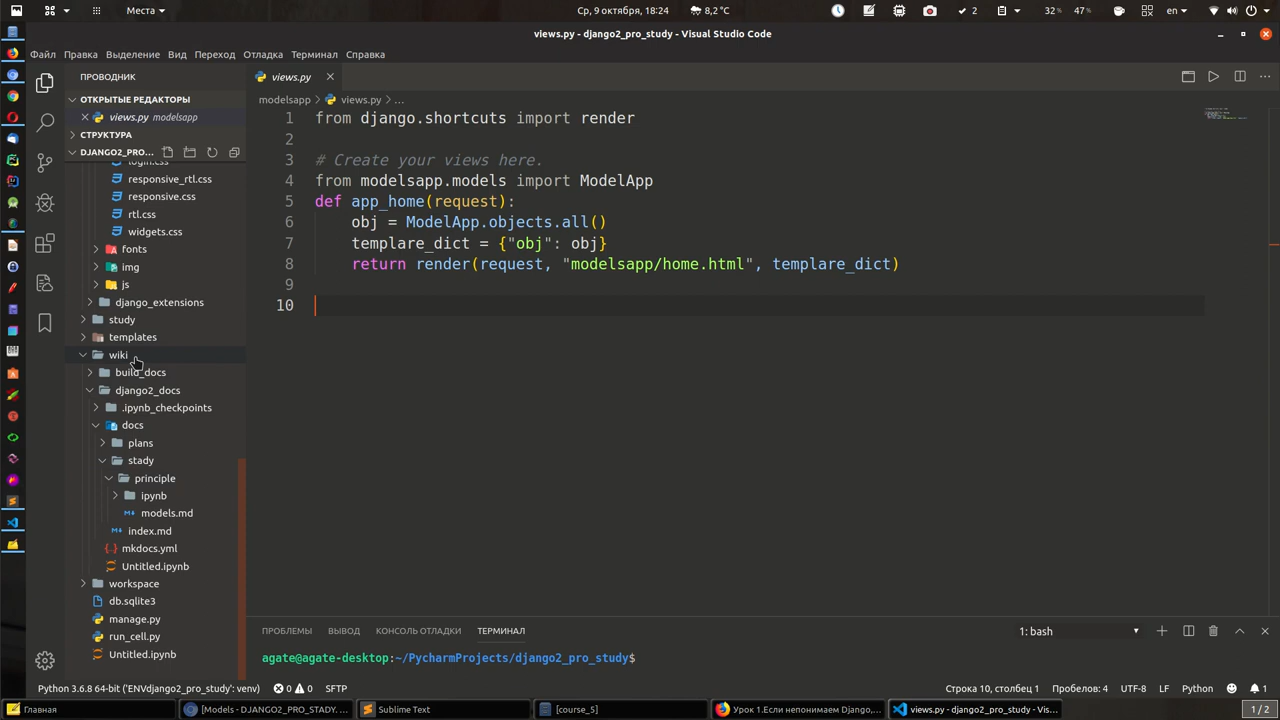 Места
Ср, 9 октября, 18:24
8,2 °C
2
32 %
47 %
en
views.py - django2_pro_study - Visual Studio Code
Файл Правка Выделение Вид Переход Отладка Терминал Справка
ПРОВОДНИК
ОТКРЫТЫЕ РЕДАКТОРЫ
views.py modelsapp
СТРУКТУРА
DJANGO2_PRO...
login.css
responsive_rtl.css
responsive.css
rtl.css
widgets.css
fonts
img
js
django_extensions
study
templates
wiki
build_docs
django2_docs
.ipynb_checkpoints
docs
plans
stady
principle
ipynb
models.md
index.md
mkdocs.yml
Untitled.ipynb
workspace
db.sqlite3
manage.py
run_cell.py
Untitled.ipynb
views.py
modelsapp > views.py > ...
1 from django.shortcuts import render
2
3 # Create your views here.
4 from modelsapp.models import ModelApp
5 def app_home(request):
6     obj = ModelApp.objects.all()
7     templare_dict = {"obj": obj}
8     return render(request, "modelsapp/home.html", templare_dict)
9
10
ПРОБЛЕМЫ ВЫВОД КОНСОЛЬ ОТЛАДКИ ТЕРМИНАЛ
1: bash
agate@agate-desktop:~/PycharmProjects/django2_pro_study$
Python 3.6.8 64-bit ('ENVdjango2_pro_study': venv) 0 0 SFTP
Строка 10, столбец 1 Пробелов: 4 UTF-8 LF Python 1
Главная
[Models - DJANGO2_PRO_STADY. ...
Sublime Text
[course_5]
Урок 1.Если непонимаем Django,...
views.py - django2_pro_study - Vis...
1 / 2